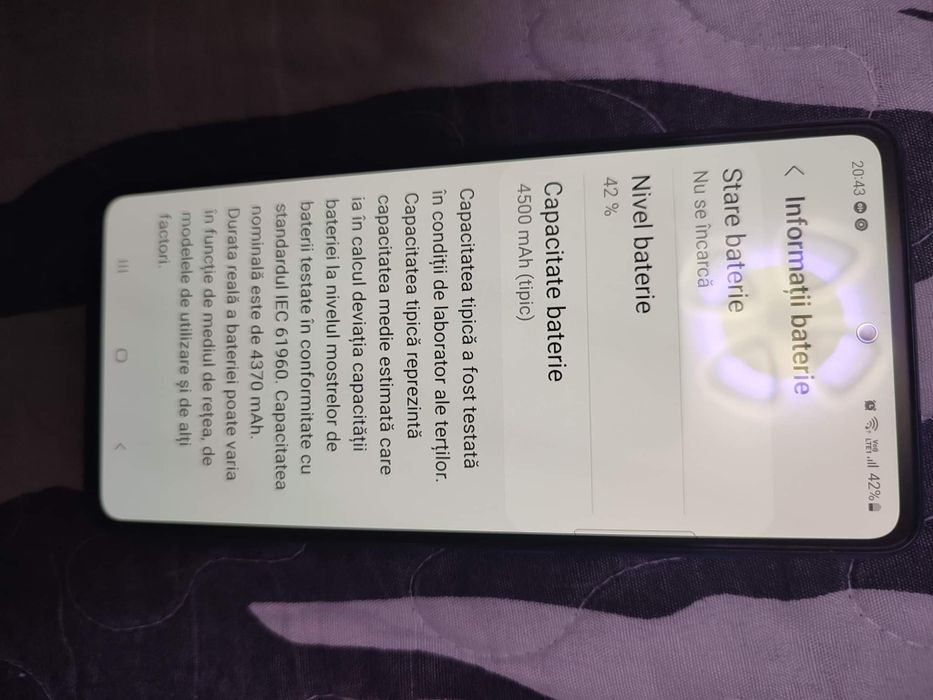 20:43
VoD
LTE1
42%
< Informații baterie
Stare baterie
Nu se încarcă
Nivel baterie
42 %
Capacitate baterie
4500 mAh (tipic)
Capacitatea tipică a fost testată
în condiții de laborator ale terților.
Capacitatea tipică reprezintă
capacitatea medie estimată care
ia în calcul deviația capacității
bateriei la nivelul mostrelor de
baterii testate în conformitate cu
standardul IEC 61960. Capacitatea
nominală este de 4370 mAh.
Durata reală a bateriei poate varia
în funcție de mediul de rețea, de
modelele de utilizare și de alți
factori.